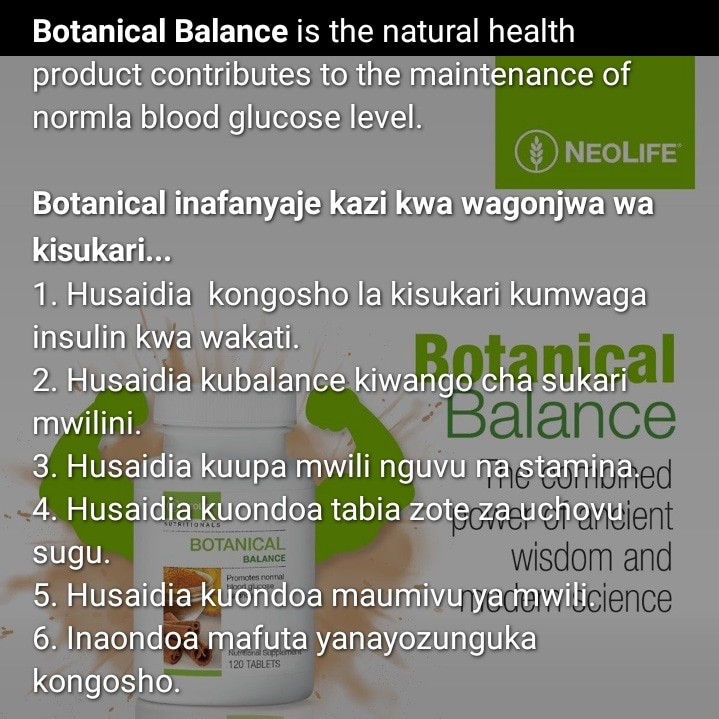 Botanical Balance is the natural health
product contributes to the maintenance of
normla blood glucose level.
NEOLIFE
Botanical inafanyaje kazi kwa wagonjwa wa
kisukari...
1. Husaidia kongosho la kisukari kumwaga
insulin kwa wakati.
2. Husaidia kubalance kiwango cha sukari
mwilini.
3. Husaidia kuupa mwili nguvu na stamina.
4. Husaidia kuondoa tabia zote za uchovu
sugu.
5. Husaidia kuondoa maumivu ya mwili.
6. Inaondoa mafuta yanayozunguka
kongosho.
Botanical
Balance
The combined
power of ancient
wisdom and
modern science
NUTRITIONALS
BOTANICAL
BALANCE
Promotes normal
blood glucose
Nutritional Supplement
120 TABLETS